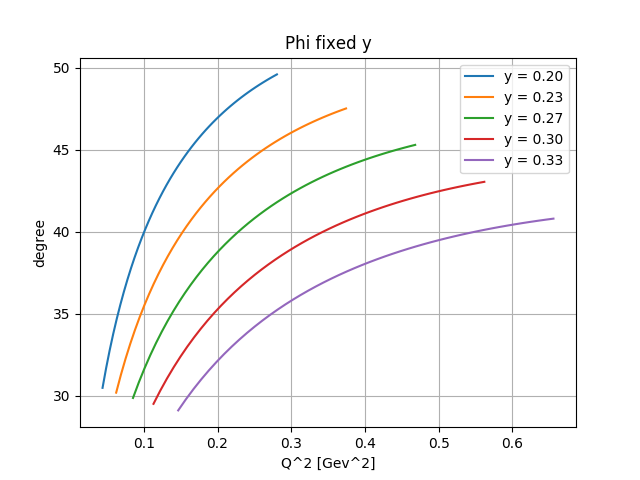 Phi fixed y
50
45
40
35
30
degree
0.1 0.2 0.3 0.4 0.5 0.6
Q^2 [Gev^2]
y = 0.20
y = 0.23
y = 0.27
y = 0.30
y = 0.33